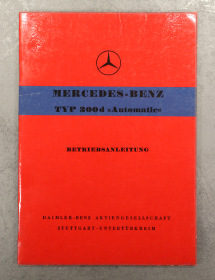 MERCEDES-BENZ
TYP 300d »Automatic«
BETRIEBSANLEITUNG
DAIMLER-BENZ AKTIENGESELLSCHAFT
STUTTGART-UNTERTÜRKHEIM